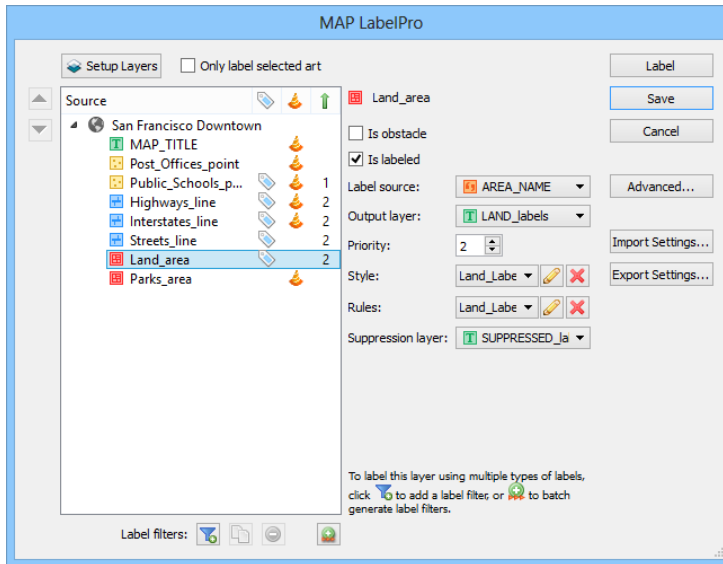 MAP LabelPro
Setup Layers
Only label selected art
Label
Source
Land_area
Save
San Francisco Downtown
Is obstacle
Cancel
MAP_TITLE
Post_Offices_point
Is labeled
Public_Schools_p... 1
Label source: AREA_NAME
Advanced...
Highways_line 2
Output layer: LAND_labels
Interstates_line 2
Streets_line 2
Priority: 2
Import Settings...
Land_area 2
Parks_area
Style: Land_Labe
Export Settings...
Rules: Land_Labe
Suppression layer: SUPPRESSED_la
To label this layer using multiple types of labels,
click to add a label filter, or to batch
generate label filters.
Label filters: